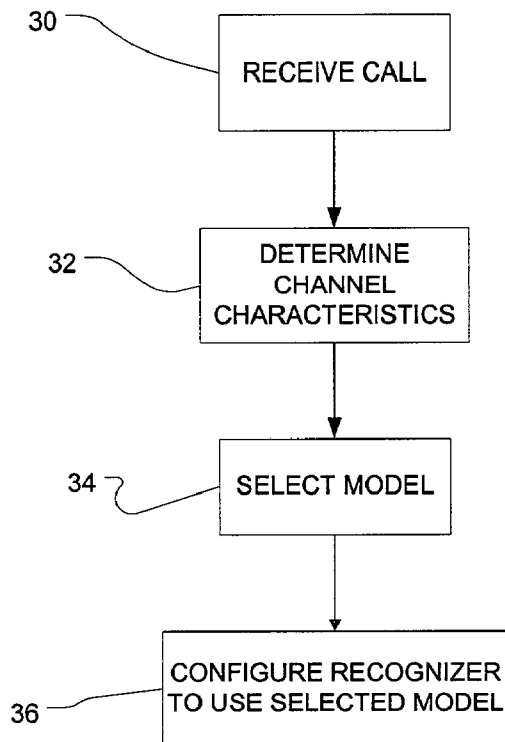 30
RECEIVE CALL
32
DETERMINE
CHANNEL
CHARACTERISTICS
34
SELECT MODEL
36
CONFIGURE RECOGNIZER
TO USE SELECTED MODEL